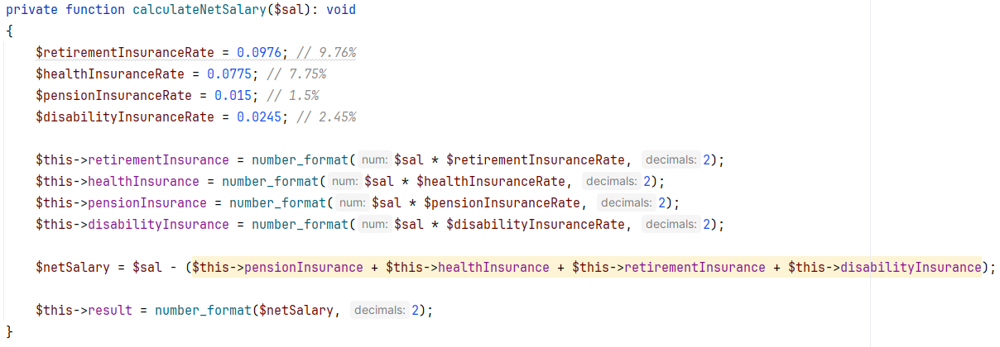 private function calculateNetSalary($sal): void
{
    $retirementInsuranceRate = 0.0976; // 9.76%
    $healthInsuranceRate = 0.0775; // 7.75%
    $pensionInsuranceRate = 0.015; // 1.5%
    $disabilityInsuranceRate = 0.0245; // 2.45%

    $this->retirementInsurance = number_format( num: $sal * $retirementInsuranceRate, decimals: 2);
    $this->healthInsurance = number_format( num: $sal * $healthInsuranceRate, decimals: 2);
    $this->pensionInsurance = number_format( num: $sal * $pensionInsuranceRate, decimals: 2);
    $this->disabilityInsurance = number_format( num: $sal * $disabilityInsuranceRate, decimals: 2);

    $netSalary = $sal - ($this->pensionInsurance + $this->healthInsurance + $this->retirementInsurance + $this->disabilityInsurance);

    $this->result = number_format($netSalary, decimals: 2);
}